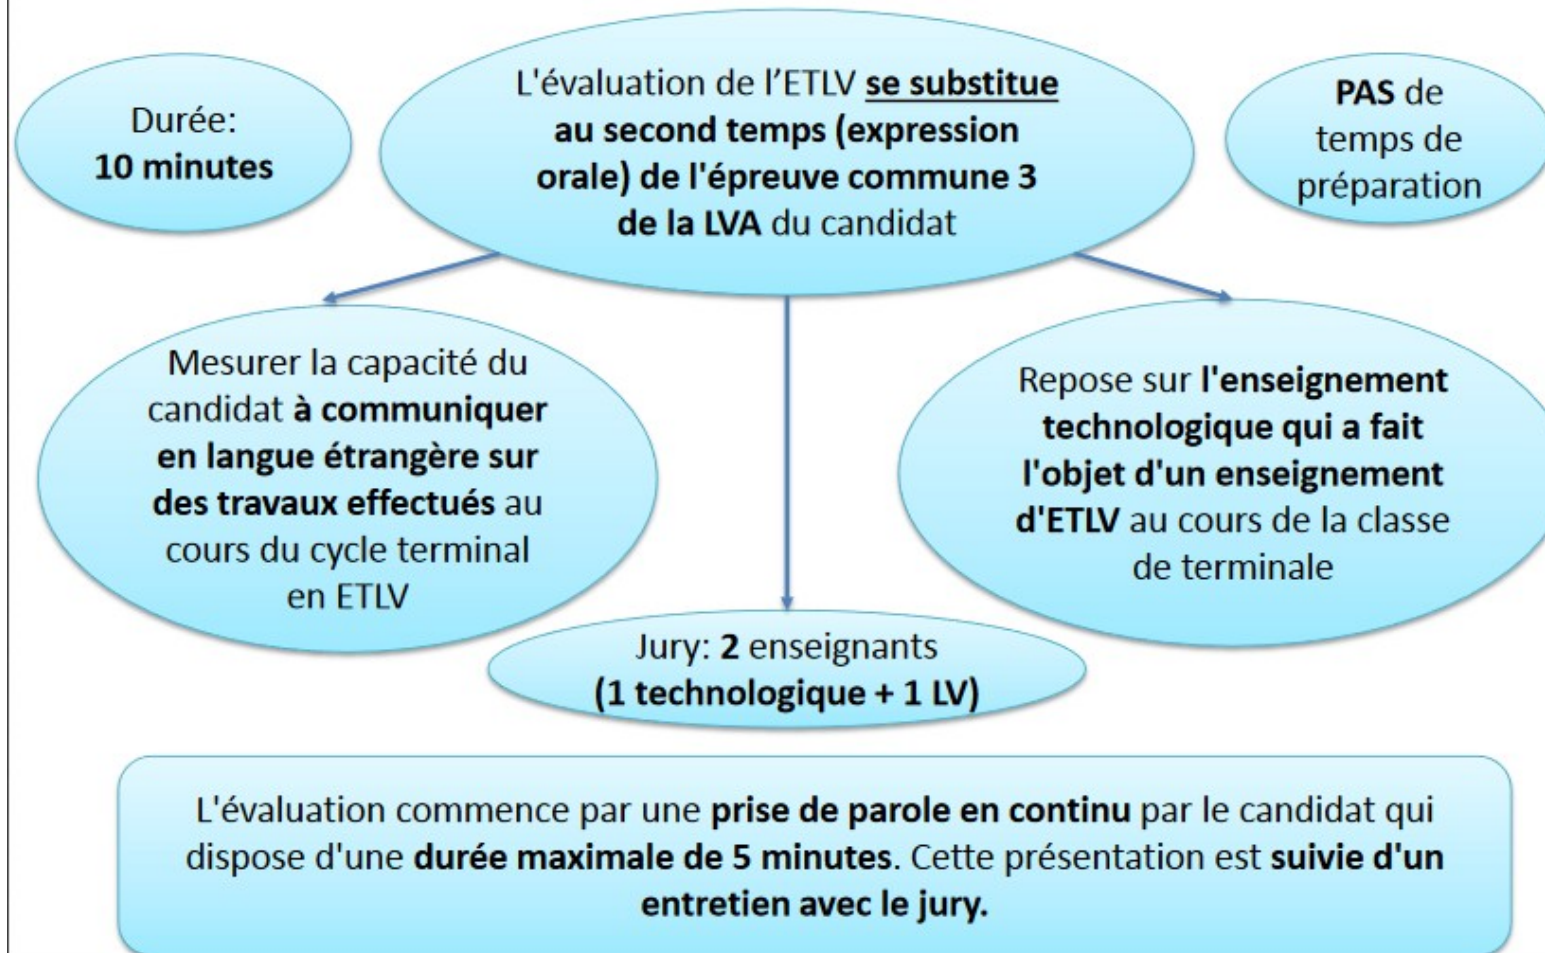 Durée:
10 minutes
L'évaluation de l’ETLV se substitue
au second temps (expression
orale) de l'épreuve commune 3
de la LVA du candidat
PAS de
temps de
préparation
Mesurer la capacité du
candidat à communiquer
en langue étrangère sur
des travaux effectués au
cours du cycle terminal
en ETLV
Repose sur l'enseignement
technologique qui a fait
l'objet d'un enseignement
d'ETLV au cours de la classe
de terminale
Jury: 2 enseignants
(1 technologique + 1 LV)
L'évaluation commence par une prise de parole en continu par le candidat qui
dispose d'une durée maximale de 5 minutes. Cette présentation est suivie d'un
entretien avec le jury.